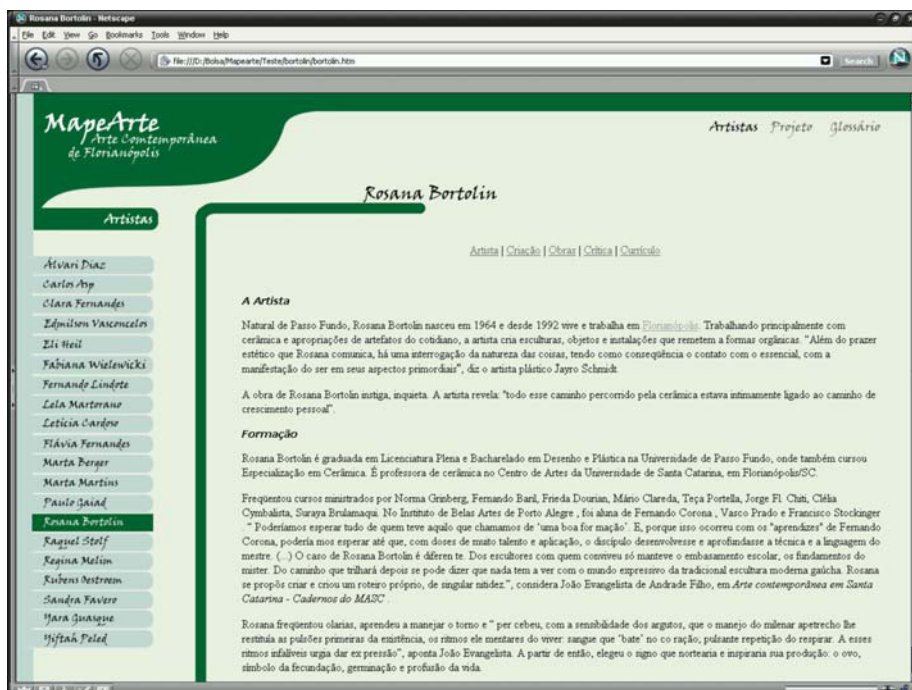 Rosana Bortolin - Netscape
File Edit View Go Bookmarks Tools Window Help
file:///D:/Bolsa/Mapearte/Teste/bortolin/bortolin.htm
Search
MapeArte
Arte Comtemporânea
de Florianópolis
Artistas Projeto Glossário
Rosana Bortolin
Artistas
Artista | Criação | Obras | Crítica | Currículo
Álvari Diaz
Carlos Asp
Clara Fernandes
Edmilson Vasconcelos
Eli Heil
Fabiana Wielewicki
Fernando Lindote
Lela Martorano
Letícia Cardoso
Flávia Fernandes
Marta Berger
Marta Martins
Paulo Gaiad
Rosana Bortolin
Raquel Stolf
Regina Melim
Rubens Oestroem
Sandra Favero
Yara Guasque
Yiftah Peled
A Artista
Natural de Passo Fundo, Rosana Bortolin nasceu em 1964 e desde 1992 vive e trabalha em Florianópolis. Trabalhando principalmente com
cerâmica e apropriações de artefatos do cotidiano, a artista cria esculturas, objetos e instalações que remetem a formas orgânicas. "Além do prazer
estético que Rosana comunica, há uma interrogação da natureza das coisas, tendo como conseqüência o contato com o essencial, com a
manifestação do ser em seus aspectos primordiais", diz o artista plástico Jayro Schmidt.
A obra de Rosana Bortolin instiga, inquieta. A artista revela: "todo esse caminho percorrido pela cerâmica estava intimamente ligado ao caminho de
crescimento pessoal".
Formação
Rosana Bortolin é graduada em Licenciatura Plena e Bacharelado em Desenho e Plástica na Universidade de Passo Fundo, onde também cursou
Especialização em Cerâmica. É professora de cerâmica no Centro de Artes da Universidade de Santa Catarina, em Florianópolis/SC.
Freqüentou cursos ministrados por Norma Grinberg, Fernando Baril, Frieda Dourian, Mário Clareda, Teça Portella, Jorge Fl. Chiti, Clélia
Cymbalista, Suraya Brulamaqui. No Instituto de Belas Artes de Porto Alegre , foi aluna de Fernando Corona , Vasco Prado e Francisco Stockinger
. " Poderíamos esperar tudo de quem teve aquilo que chamamos de 'uma boa for mação'. E, porque isso ocorreu com os "aprendizes" de Fernando
Corona, poderia mos esperar até que, com doses de muito talento e aplicação, o discípulo desenvolvesse e aprofundasse a técnica e a linguagem do
mestre. (...) O caso de Rosana Bortolin é diferen te. Dos escultores com quem conviveu só manteve o embasamento escolar, os fundamentos do
mister. Do caminho que trilhará depois se pode dizer que nada tem a ver com o mundo expressivo da tradicional escultura moderna gaúcha. Rosana
se propôs criar e criou um roteiro próprio, de singular nitidez.", considera João Evangelista de Andrade Filho, em Arte contemporânea em Santa
Catarina - Cadernos do MASC .
Rosana freqüentou olarias, aprendeu a manejar o torno e " per cebeu, com a sensibilidade dos argutos, que o manejo do milenar apetrecho lhe
restituía as pulsões primeiras da existência, os ritmos ele mentares do viver: sangue que 'bate' no co ração, pulsante repetição do respirar. A esses
ritmos infalíveis urgia dar ex pressão", aponta João Evangelista. A partir de então, elegeu o signo que nortearia e inspiraria sua produção: o ovo,
símbolo da fecundação, germinação e profusão da vida.